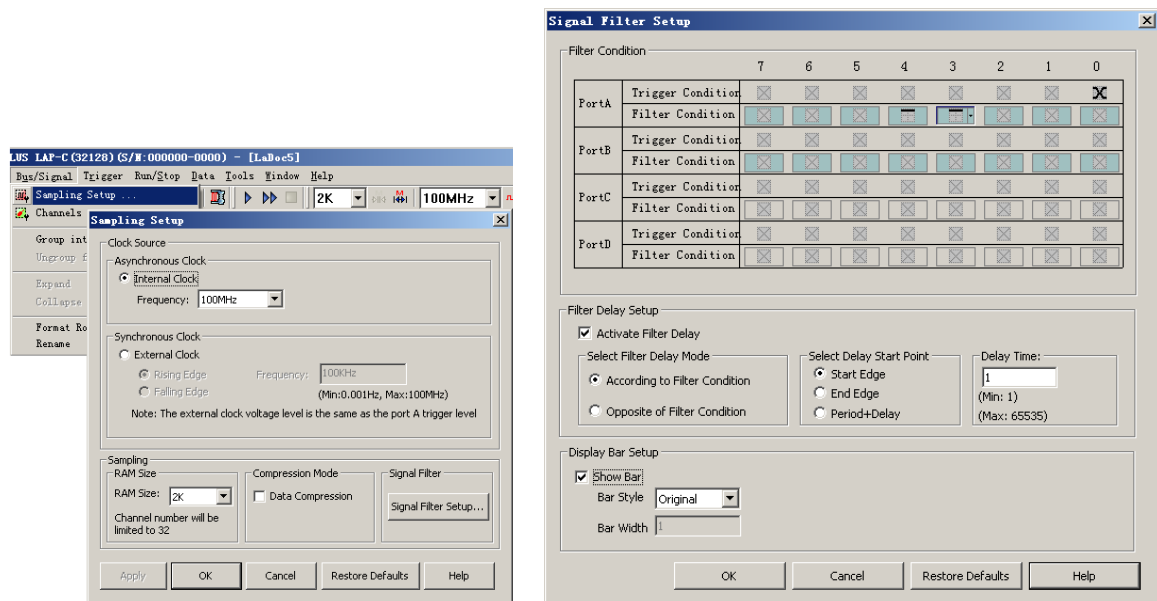 LUS LAP-C(32128)(S/N:000000-0000) - [LaDoc5]
Bus/Signal Trigger Run/Stop Data Tools Window Help
Sampling Setup ...
2K
100MHz
Channels
Group int
Ungroup f
Expand
Collapse
Format Ro
Rename
Sampling Setup
Clock Source
Asynchronous Clock
Internal Clock
Frequency: 100MHz
Synchronous Clock
External Clock
Rising Edge Frequency: 100KHz
Falling Edge (Min:0.001Hz, Max:100MHz)
Note: The external clock voltage level is the same as the port A trigger level
Sampling
RAM Size
RAM Size: 2K
Channel number will be
limited to 32
Compression Mode
Data Compression
Signal Filter
Signal Filter Setup...
Apply OK Cancel Restore Defaults Help
Signal Filter Setup
Filter Condition
7 6 5 4 3 2 1 0
PortA
Trigger Condition
Filter Condition
PortB
Trigger Condition
Filter Condition
PortC
Trigger Condition
Filter Condition
PortD
Trigger Condition
Filter Condition
Filter Delay Setup
Activate Filter Delay
Select Filter Delay Mode
According to Filter Condition
Opposite of Filter Condition
Select Delay Start Point
Start Edge
End Edge
Period+Delay
Delay Time:
1
(Min: 1)
(Max: 65535)
Display Bar Setup
Show Bar
Bar Style Original
Bar Width 1
OK Cancel Restore Defaults Help